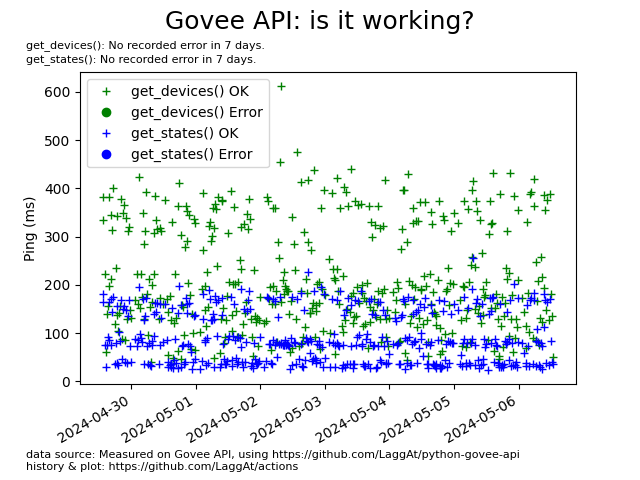 Govee API: is it working?
get_devices(): No recorded error in 7 days.
get_states(): No recorded error in 7 days.
get_devices() OK
get_devices() Error
get_states() OK
get_states() Error
Ping (ms)
600
500
400
300
200
100
0
2024-04-30
2024-05-01
2024-05-02
2024-05-03
2024-05-04
2024-05-05
2024-05-06
data source: Measured on Govee API, using https://github.com/LaggAt/python-govee-api
history & plot: https://github.com/LaggAt/actions